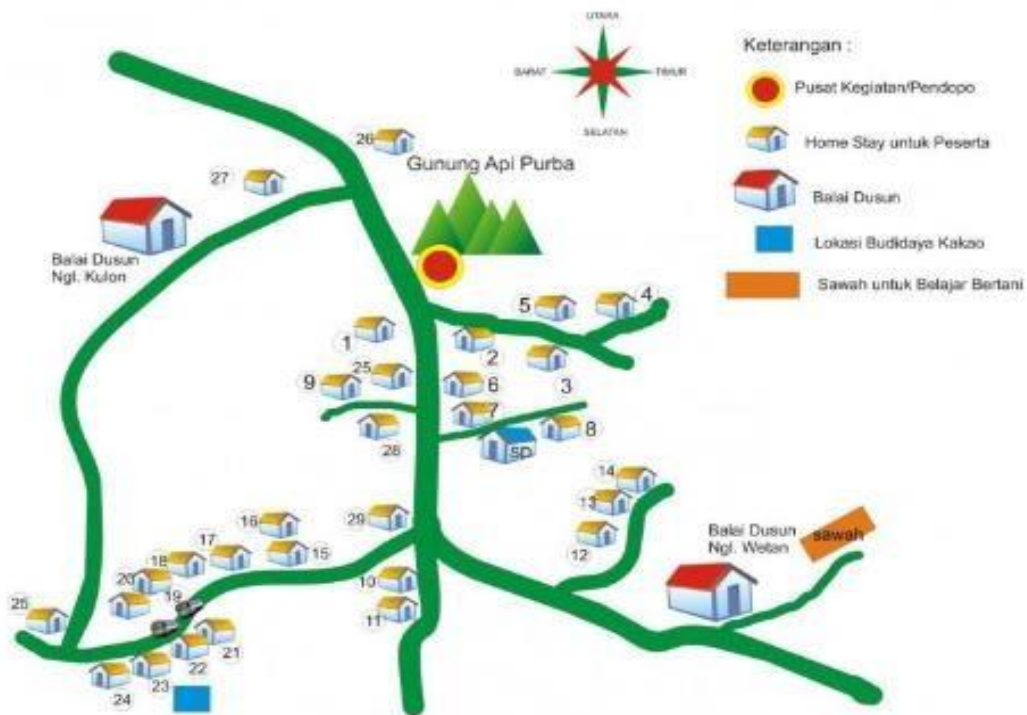 UTARA
BARAT
TIMUR
SELATAN
Keterangan :
Pusat Kegiatan/Pendopo
Home Stay untuk Peserta
Balai Dusun
Lokasi Budidaya Kakao
Sawah untuk Belajar Bertani
26
Gunung Api Purba
27
Balai Dusun
Ngl. Kulon
5
4
1
2
25
9
6
3
7
28
8
SD
14
13
12
29
16
17
15
18
20
19
10
11
25
21
22
23
24
Balai Dusun
Ngl. Wetan
sawah